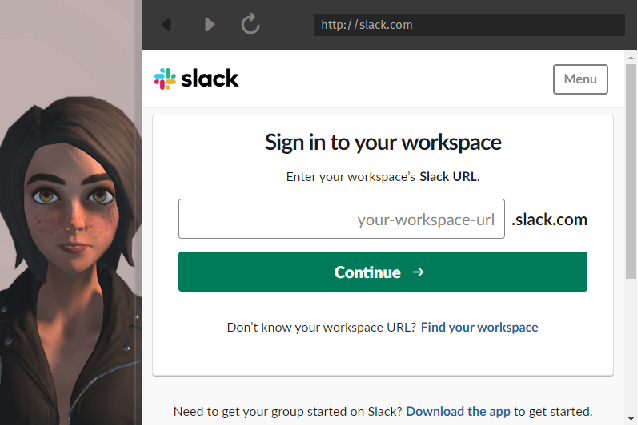 http://slack.com
slack
Menu
Sign in to your workspace
Enter your workspace's Slack URL.
your-workspace-url .slack.com
Continue →
Don't know your workspace URL? Find your workspace
Need to get your group started on Slack? Download the app to get started.